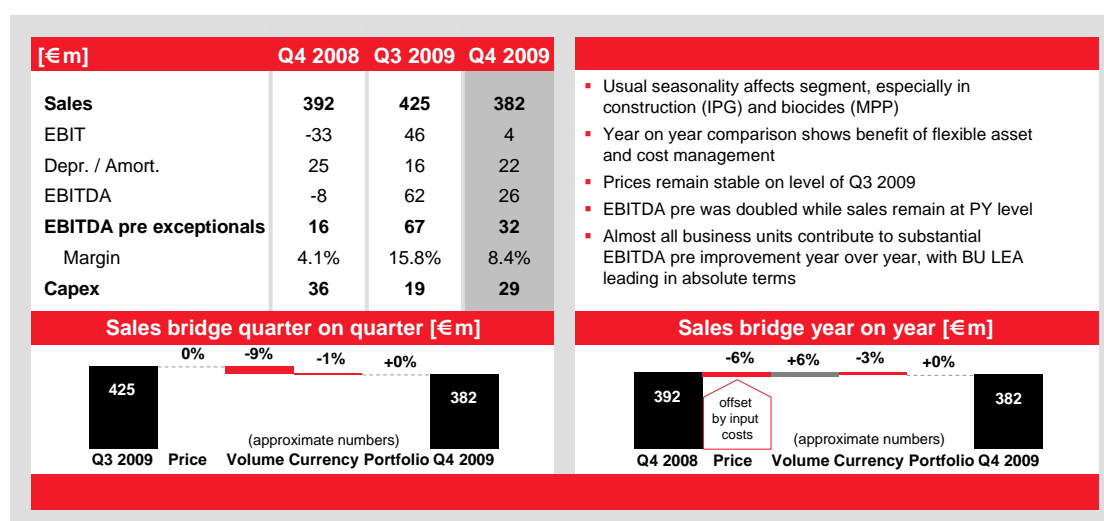 [€m] Q4 2008 Q3 2009 Q4 2009
Sales 392 425 382
EBIT -33 46 4
Depr. / Amort. 25 16 22
EBITDA -8 62 26
EBITDA pre exceptionals 16 67 32
Margin 4.1% 15.8% 8.4%
Capex 36 19 29
▪ Usual seasonality affects segment, especially in
construction (IPG) and biocides (MPP)
▪ Year on year comparison shows benefit of flexible asset
and cost management
▪ Prices remain stable on level of Q3 2009
▪ EBITDA pre was doubled while sales remain at PY level
▪ Almost all business units contribute to substantial
EBITDA pre improvement year over year, with BU LEA
leading in absolute terms
Sales bridge quarter on quarter [€m]
0% -9% -1% +0%
425 382
(approximate numbers)
Q3 2009 Price Volume Currency Portfolio Q4 2009
Sales bridge year on year [€m]
-6% +6% -3% +0%
392 382
offset
by input
costs
(approximate numbers)
Q4 2008 Price Volume Currency Portfolio Q4 2009